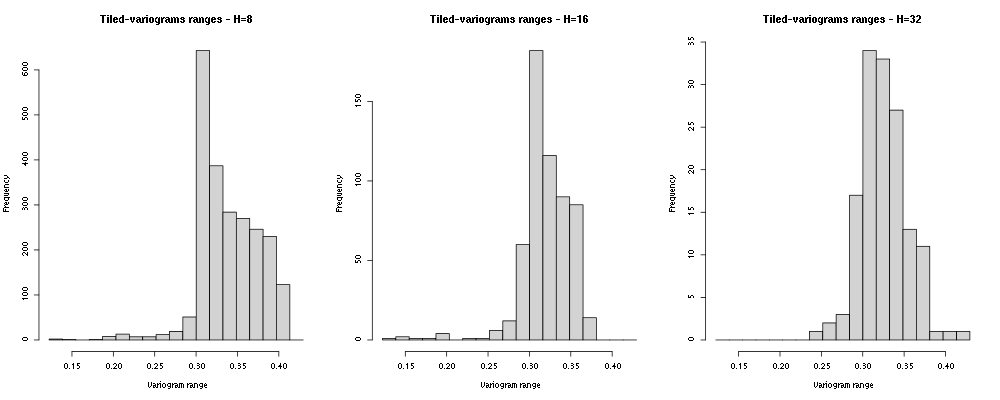 Tiled-variograms ranges - H=8
Frequency
0
100
200
300
400
500
600
0.15 0.20 0.25 0.30 0.35 0.40
Variogram range
Tiled-variograms ranges - H=16
Frequency
0
50
100
150
0.15 0.20 0.25 0.30 0.35 0.40
Variogram range
Tiled-variograms ranges - H=32
Frequency
0
5
10
15
20
25
30
35
0.15 0.20 0.25 0.30 0.35 0.40
Variogram range